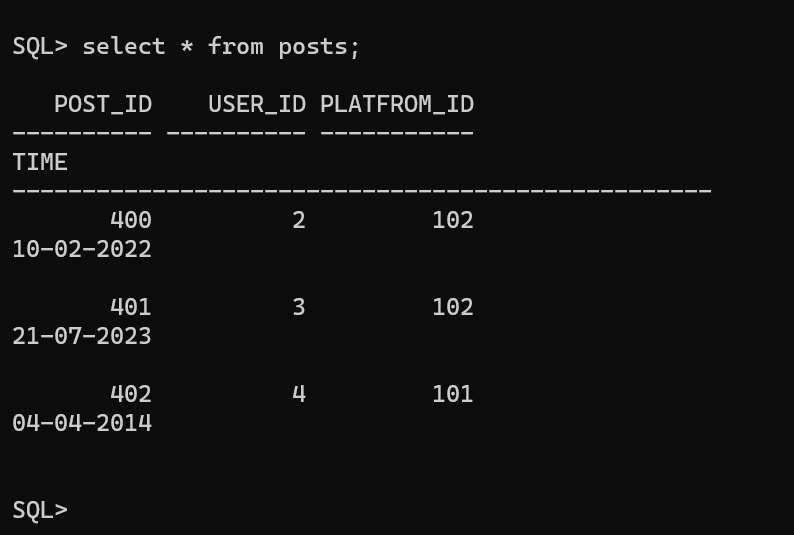 SQL> select * from posts;
   POST_ID    USER_ID PLATFROM_ID
---------- ---------- -----------
TIME
--------------------------------------------------
       400          2         102
10-02-2022
       401          3         102
21-07-2023
       402          4         101
04-04-2014
SQL>